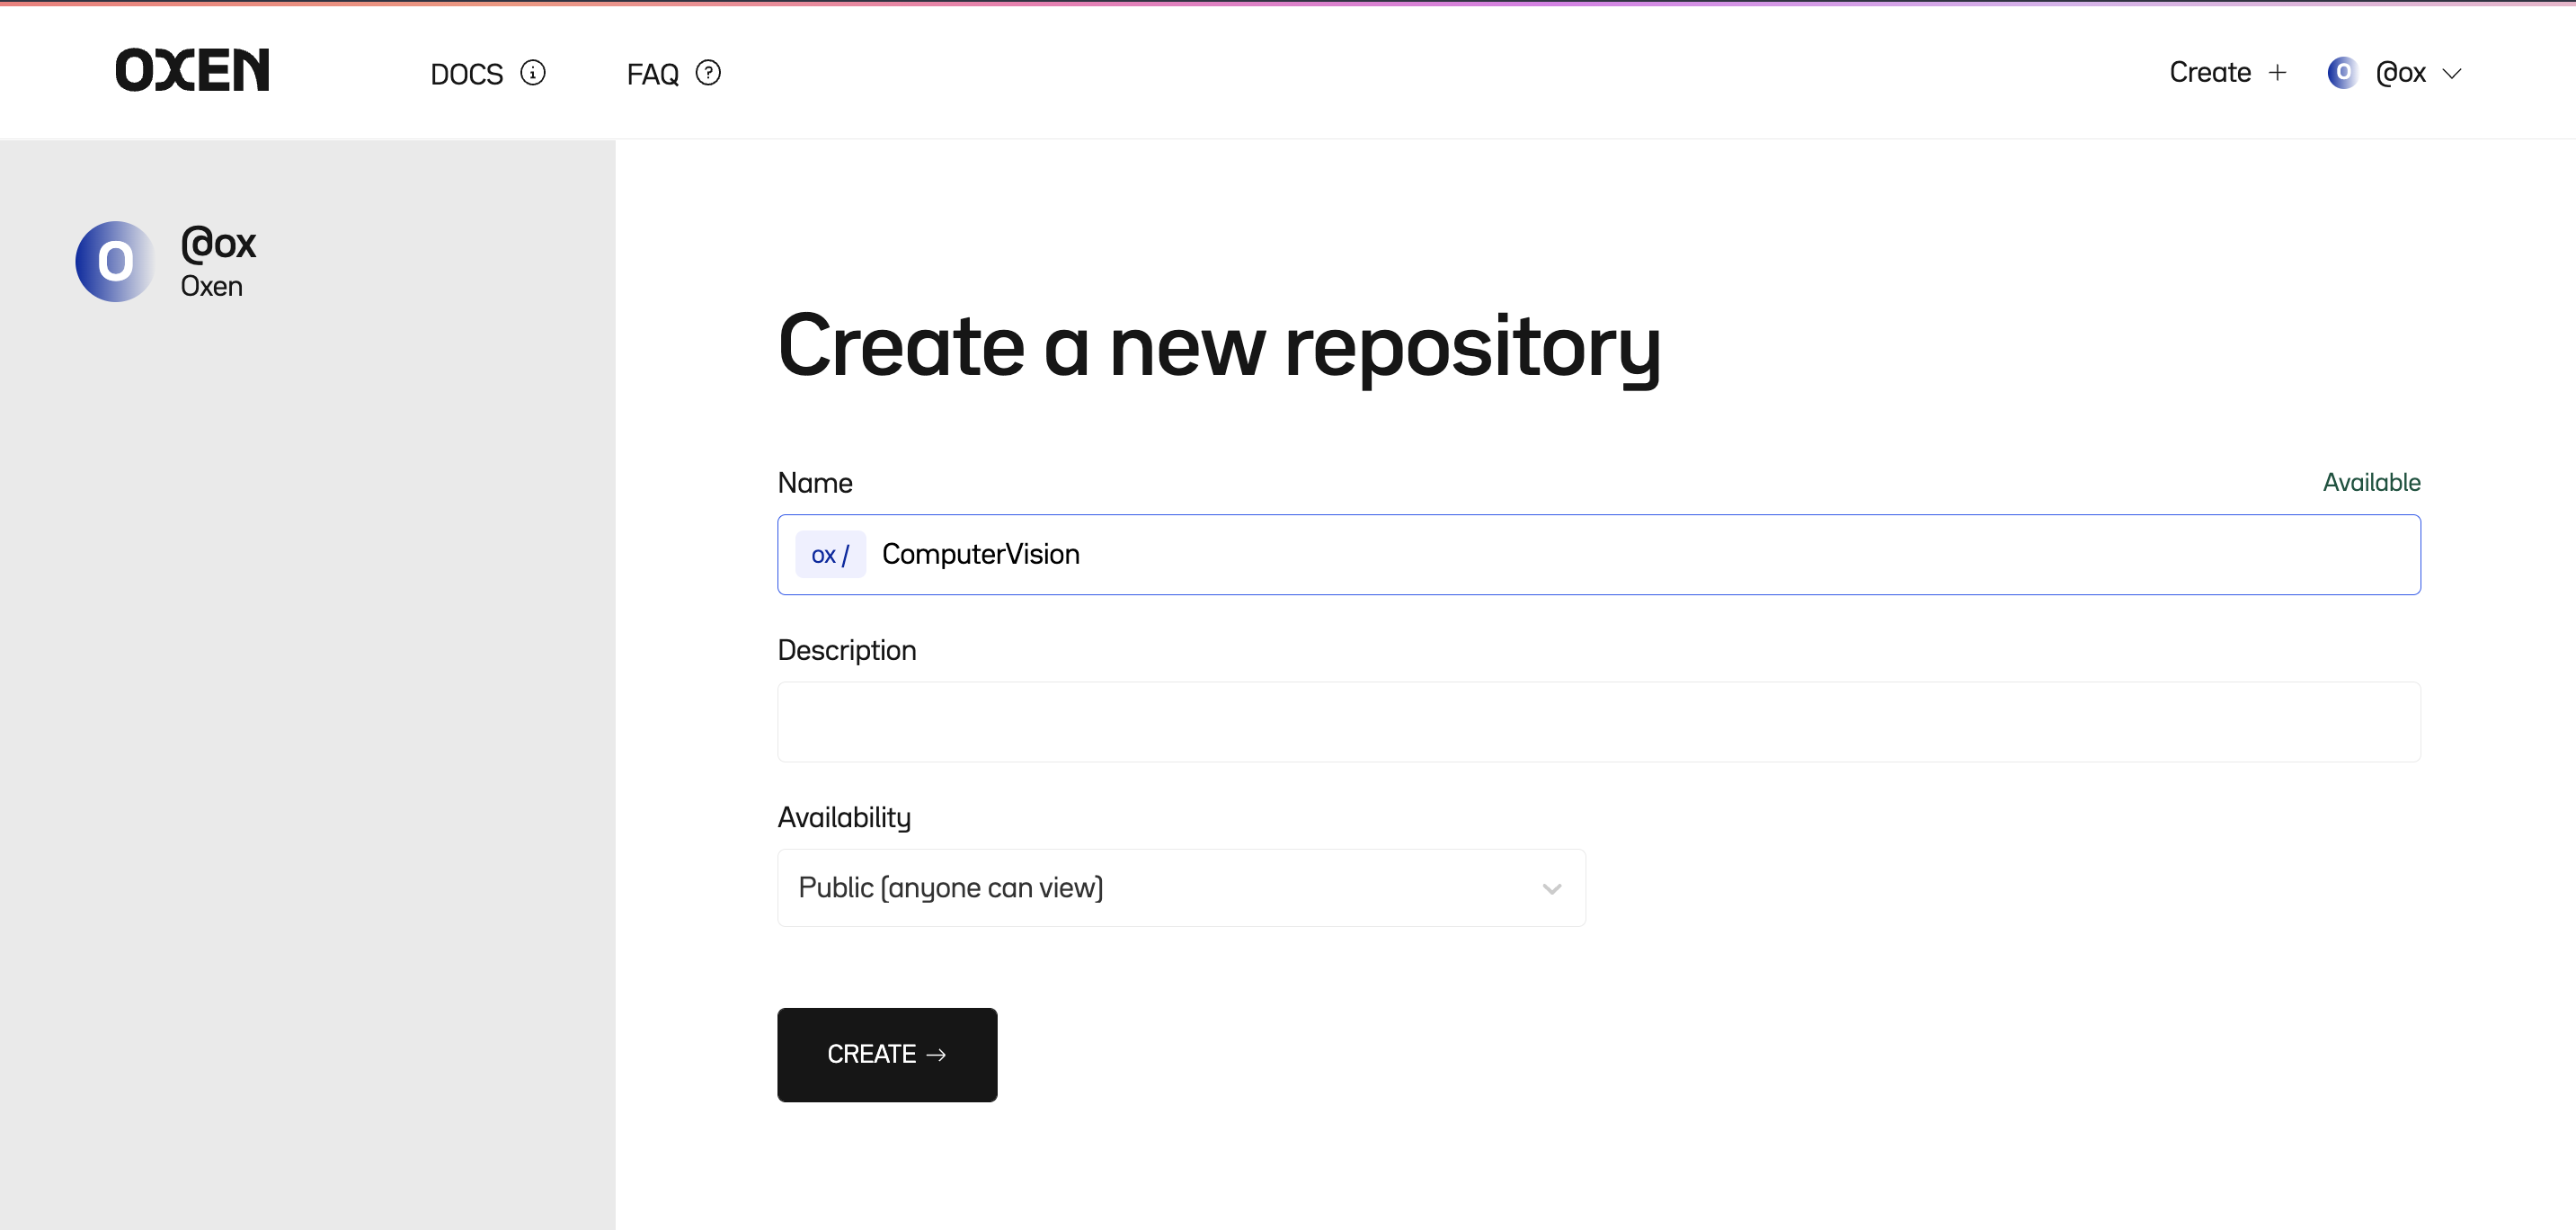 OXEN
DOCS
FAQ
Create +
O @ox
O
@ox
Oxen
Create a new repository
Name
Available
ox / ComputerVision
Description
Availability
Public (anyone can view)
CREATE →